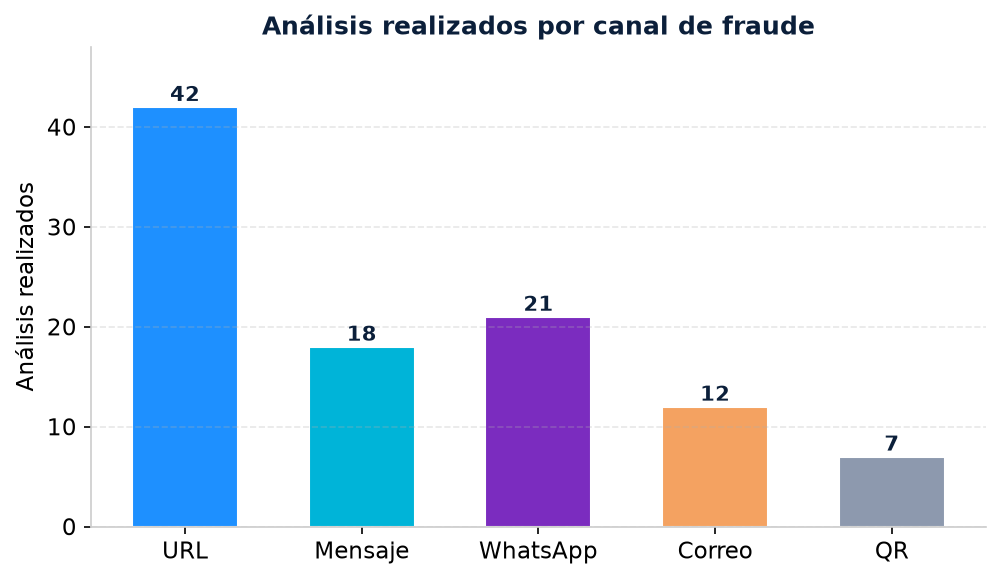 Análisis realizados por canal de fraude
Análisis realizados
40
30
20
10
0
42
18
21
12
7
URL
Mensaje
WhatsApp
Correo
QR